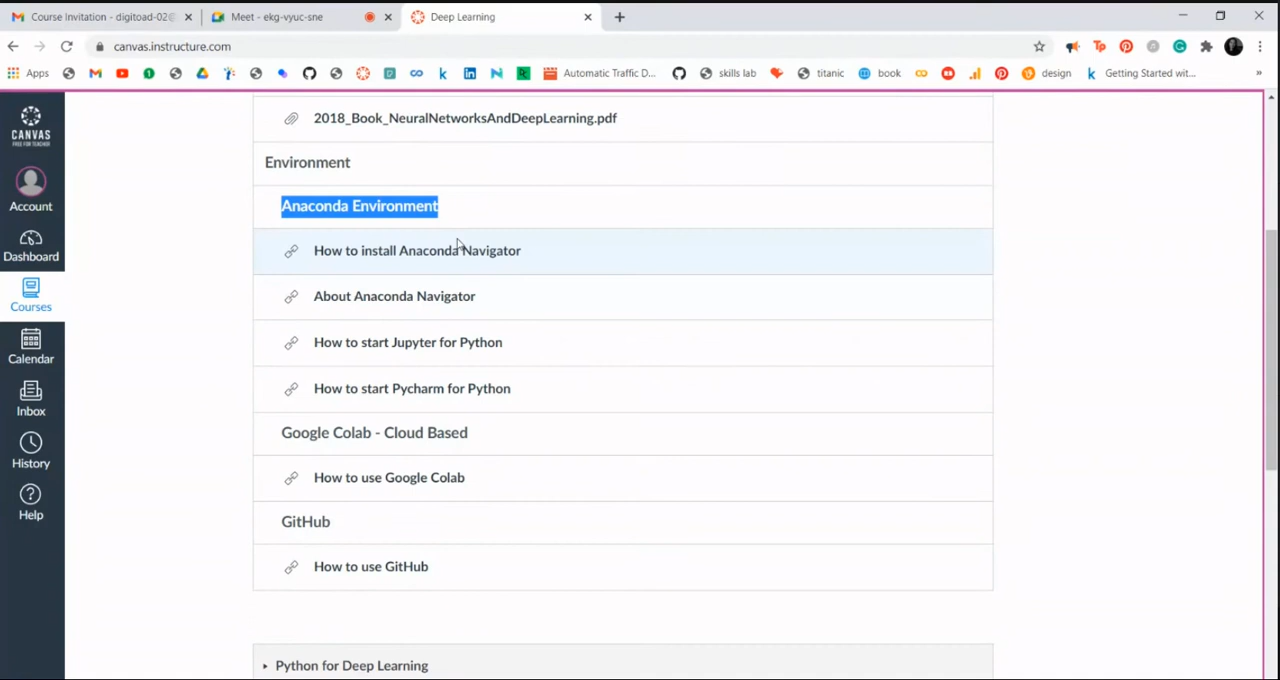 Course Invitation - digitoad-02@
Meet - ekg-vyuc-sne
Deep Learning
canvas.instructure.com
Apps
Automatic Traffic D...
skills lab
titanic
book
design
Getting Started wit...
»
CANVAS
FREE FOR TEACHER
Account
Dashboard
Courses
Calendar
Inbox
History
Help
2018_Book_NeuralNetworksAndDeepLearning.pdf
Environment
Anaconda Environment
How to install Anaconda Navigator
About Anaconda Navigator
How to start Jupyter for Python
How to start Pycharm for Python
Google Colab - Cloud Based
How to use Google Colab
GitHub
How to use GitHub
Python for Deep Learning